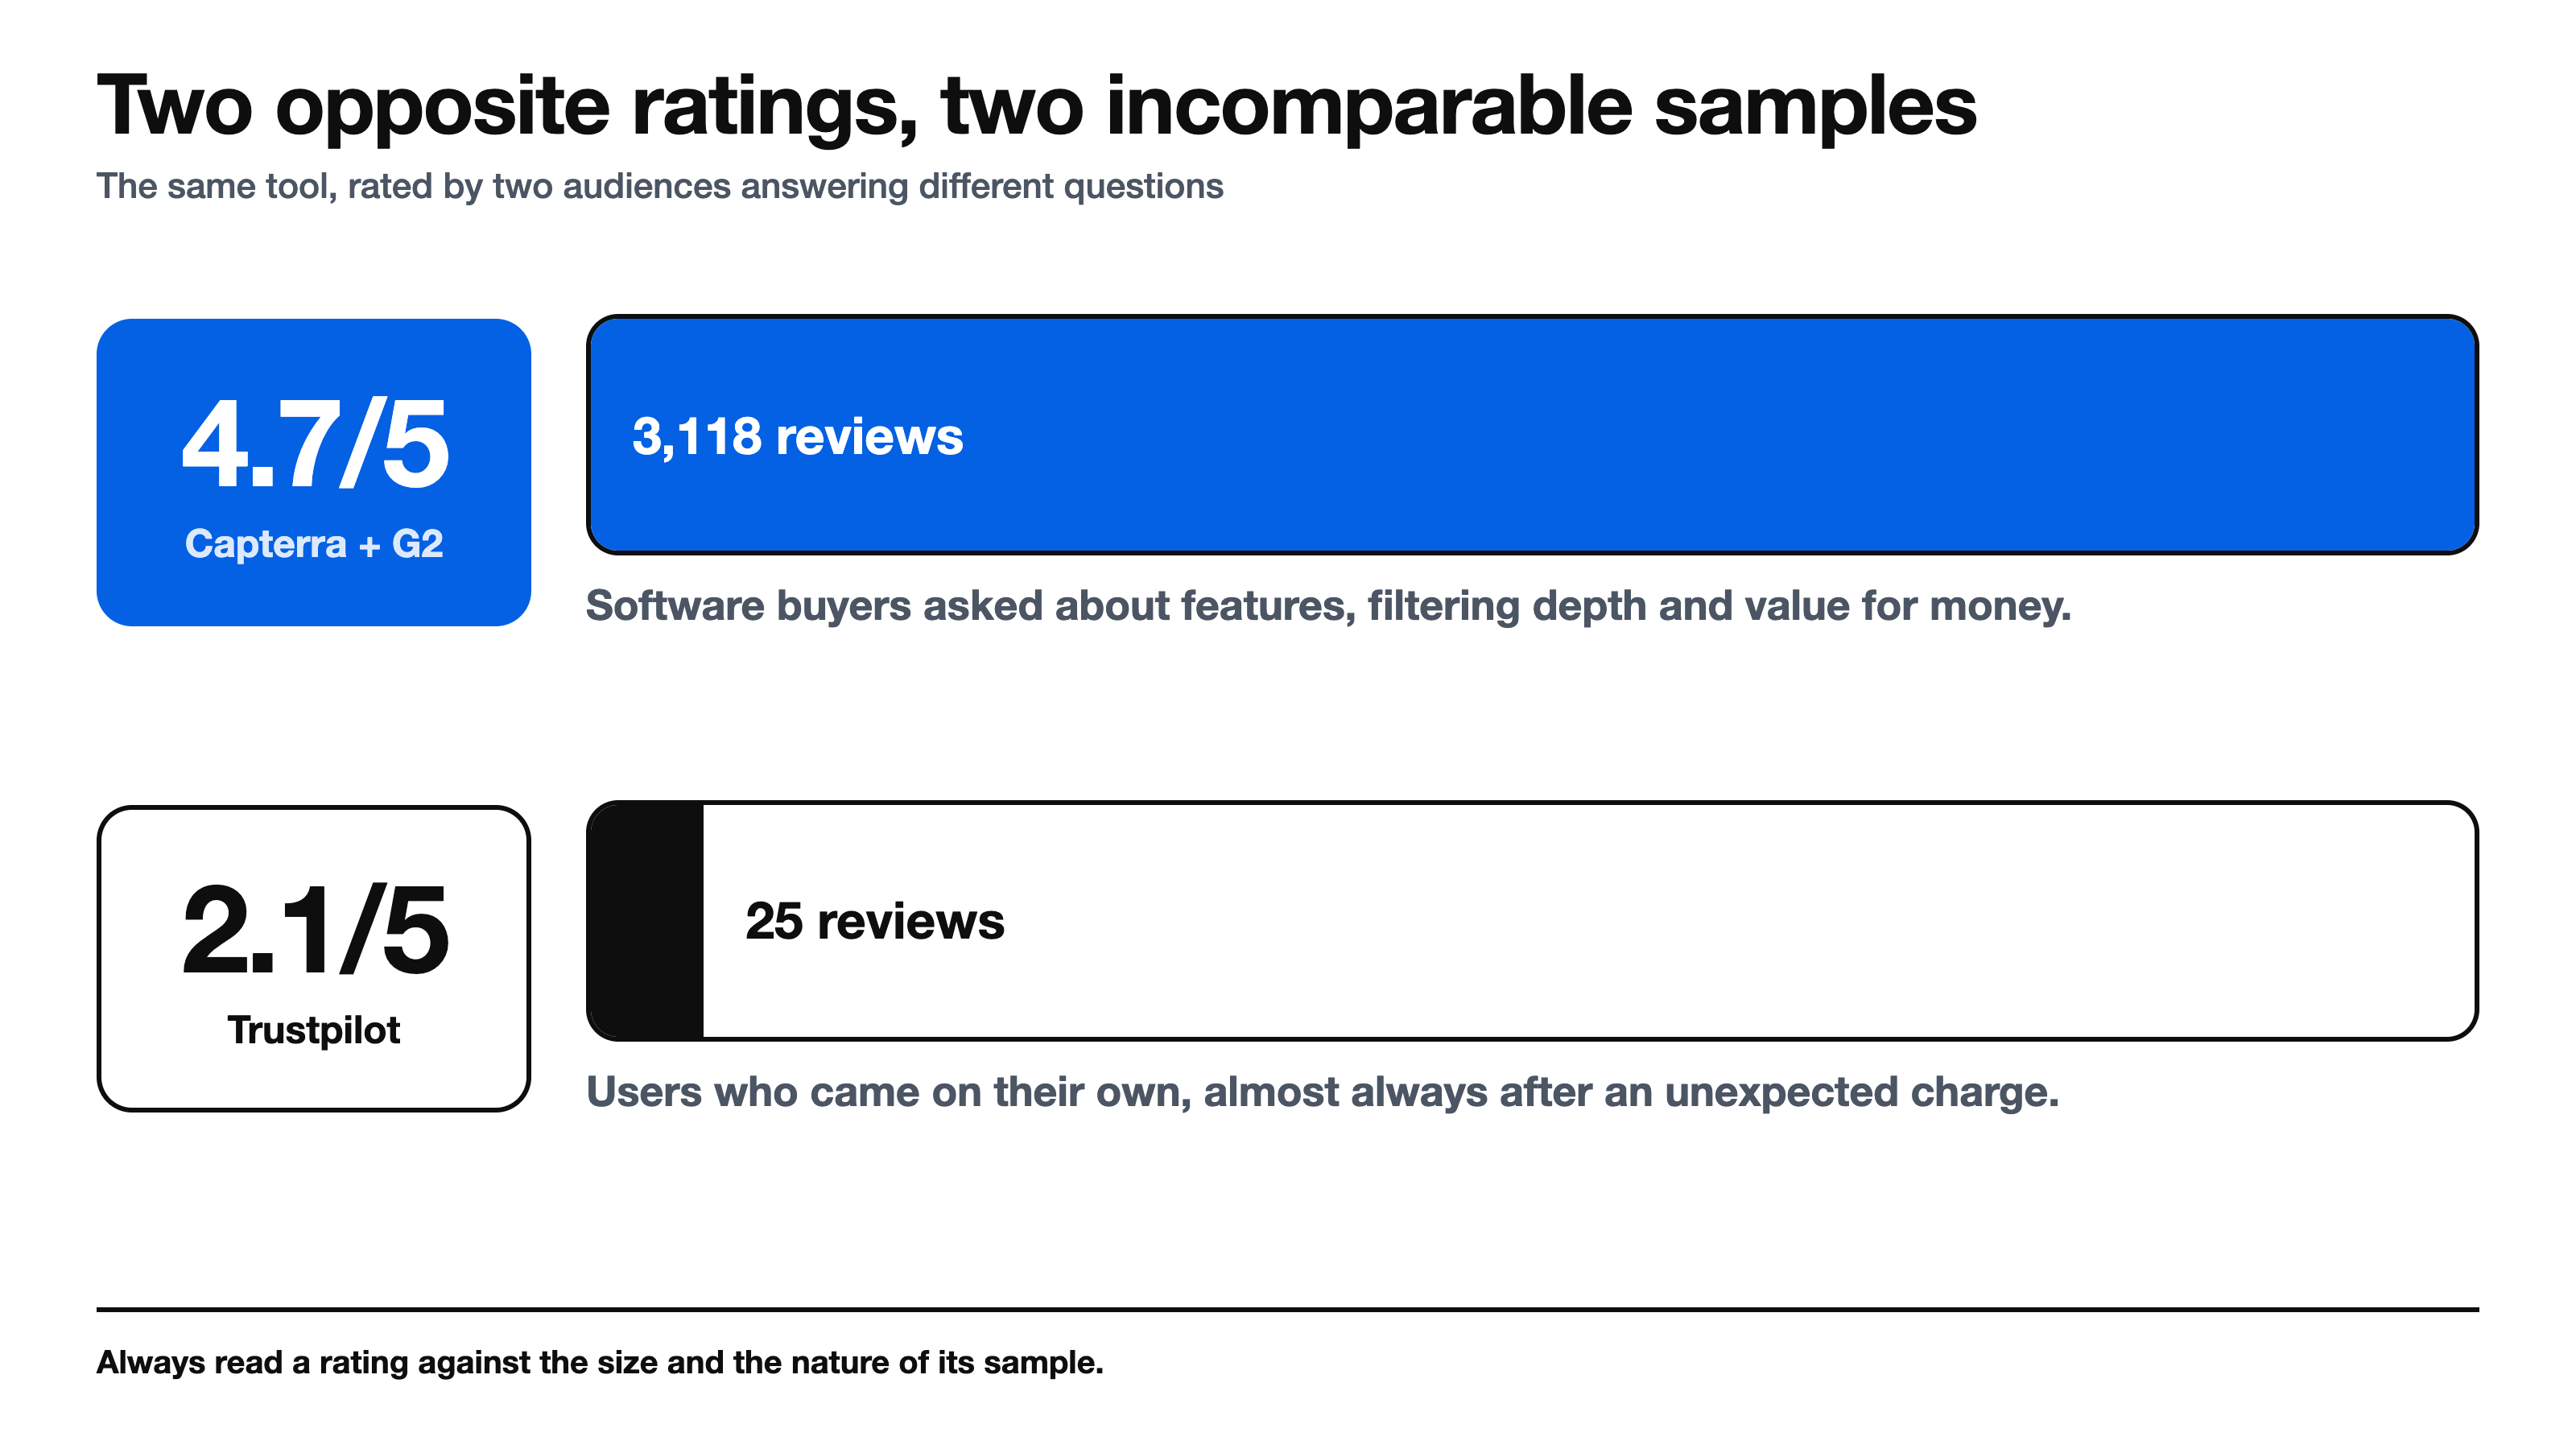 Two opposite ratings, two incomparable samples
The same tool, rated by two audiences answering different questions
4.7/5
Capterra + G2
3,118 reviews
Software buyers asked about features, filtering depth and value for money.
2.1/5
Trustpilot
25 reviews
Users who came on their own, almost always after an unexpected charge.
Always read a rating against the size and the nature of its sample.